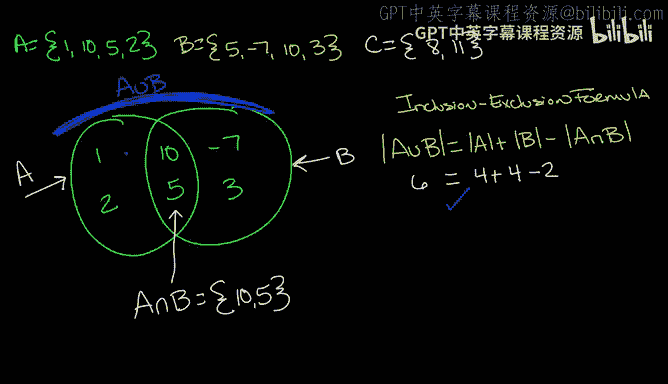 GPT中英字幕课程资源@bilibili.com
GPT中英字幕课程资源 bilibili
A={1,10,5,2} B={5,-7,10,3} C={8,11}
A∪B
Inclusion-Exclusion Formula
|A∪B|=|A|+|B|-|A∩B|
6 = 4+4-2
1 10 -7
A B
2 5 3
A∩B={10,5}